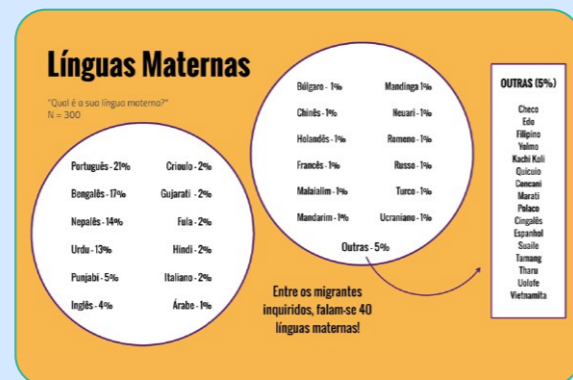 Línguas Maternas
"Qual é a sua língua materna?"
N = 300
Português - 21%
Bengalês - 17%
Nepalês - 14%
Urdu - 13%
Punjabi - 5%
Inglês - 4%
Crioulo - 2%
Gujarati - 2%
Fula - 2%
Hindi - 2%
Italiano - 2%
Árabe - 1%
Búlgaro - 1%
Chinês - 1%
Holandês - 1%
Francês - 1%
Malaialim - 1%
Mandarim - 1%
Mandinga 1%
Neuari - 1%
Romeno - 1%
Russo - 1%
Turco - 1%
Ucraniano - 1%
Outras - 5%
Entre os migrantes
inquiridos, falam-se 40
línguas maternas!
OUTRAS (5%)
Checo
Edo
Filipino
Yolmo
Kachi Koli
Quicuio
Concani
Marati
Polaco
Cingalês
Espanhol
Suaíle
Tamang
Tharu
Uolofe
Vietnamita